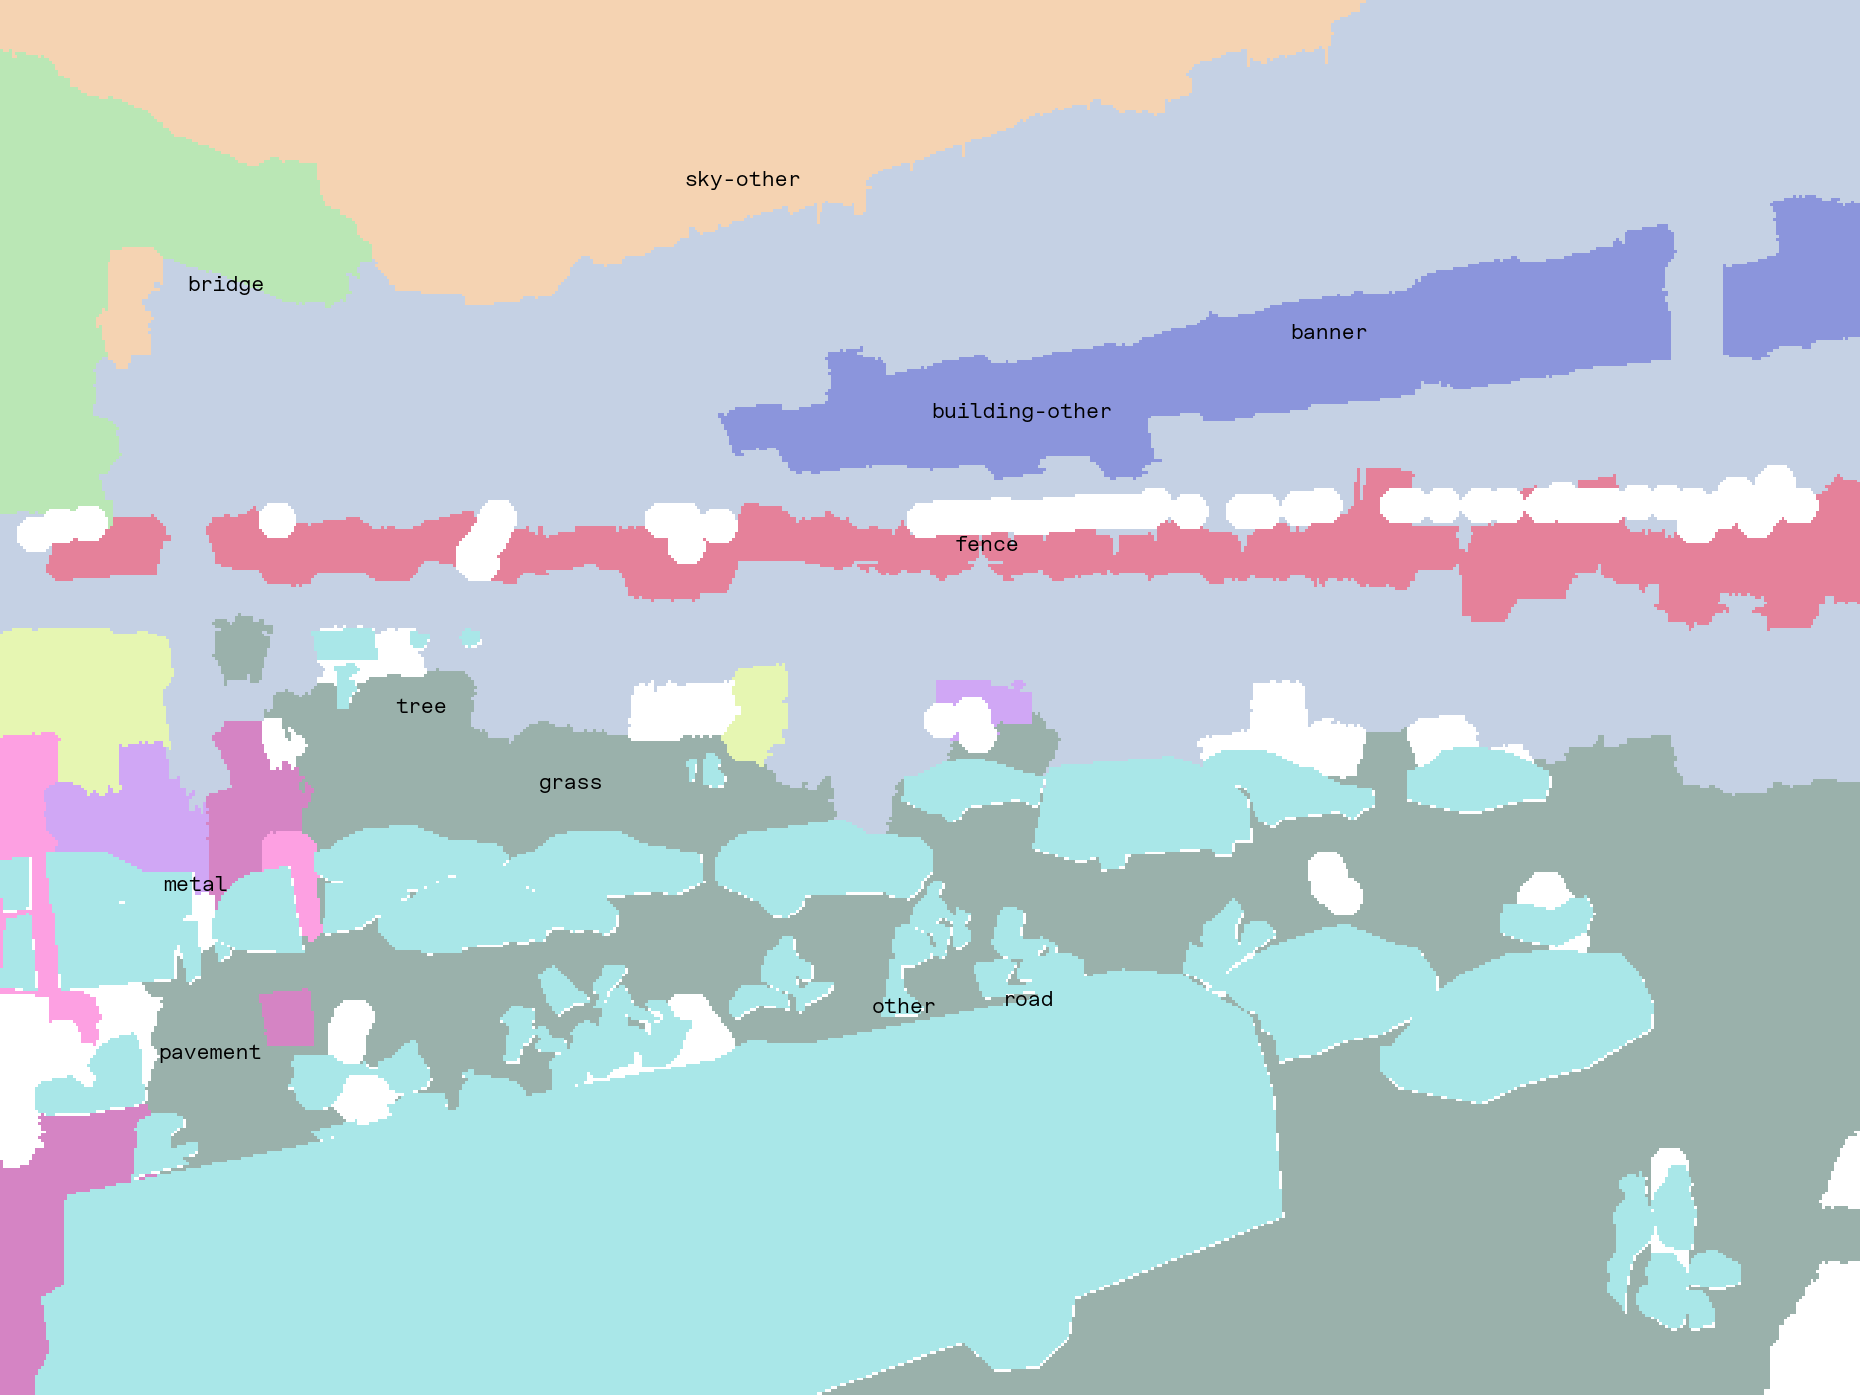 sky-other
bridge
banner
building-other
fence
tree
grass
metal
other
road
pavement